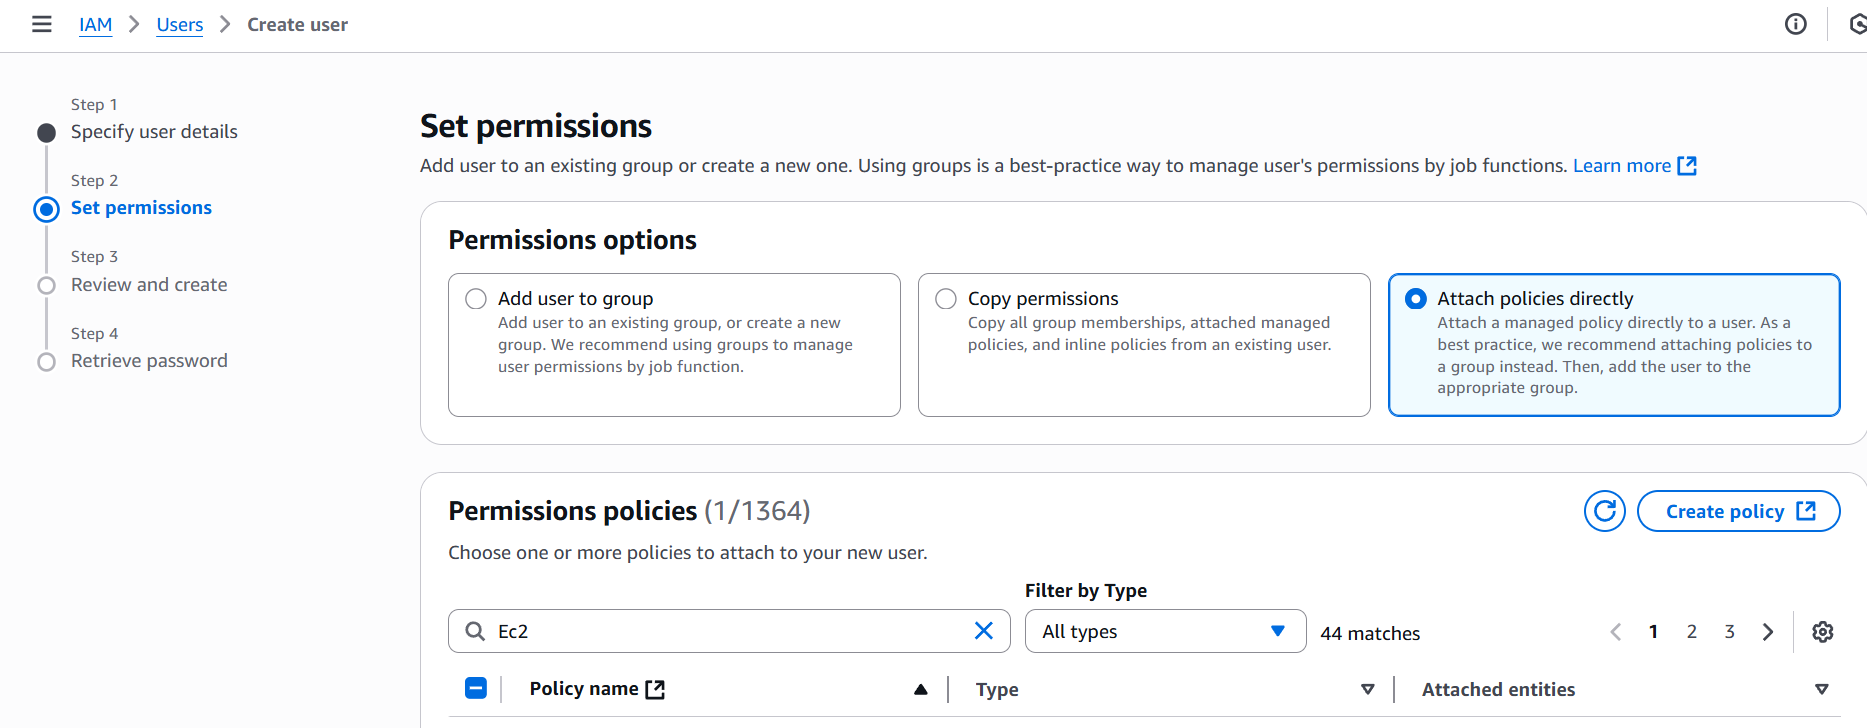 IAM > Users > Create user
Step 1
Specify user details
Step 2
Set permissions
Step 3
Review and create
Step 4
Retrieve password
Set permissions
Add user to an existing group or create a new one. Using groups is a best-practice way to manage user's permissions by job functions. Learn more
Permissions options
Add user to group
Add user to an existing group, or create a new
group. We recommend using groups to manage
user permissions by job function.
Copy permissions
Copy all group memberships, attached managed
policies, and inline policies from an existing user.
Attach policies directly
Attach a managed policy directly to a user. As a
best practice, we recommend attaching policies to
a group instead. Then, add the user to the
appropriate group.
Permissions policies (1/1364)
Create policy
Choose one or more policies to attach to your new user.
Filter by Type
Ec2
All types
44 matches
1 2 3
Policy name
Type
Attached entities